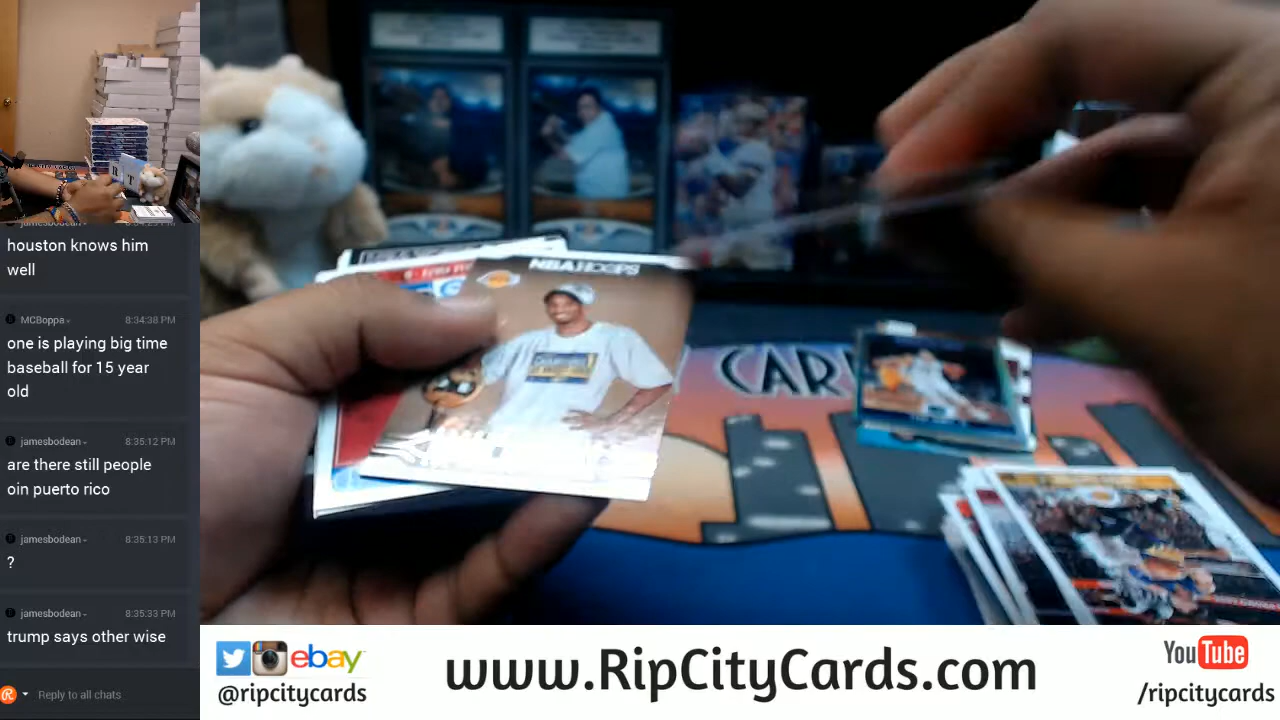 jamesbodean
houston knows him
well
MCBoppa 8:34:38 PM
one is playing big time
baseball for 15 year
old
jamesbodean 8:35:12 PM
are there still people
oin puerto rico
jamesbodean 8:35:13 PM
?
jamesbodean 8:35:33 PM
trump says other wise
Reply to all chats
NBA HOOPS
CAR
ebay
@ripcitycards
www.RipCityCards.com
YouTube
/ripcitycards